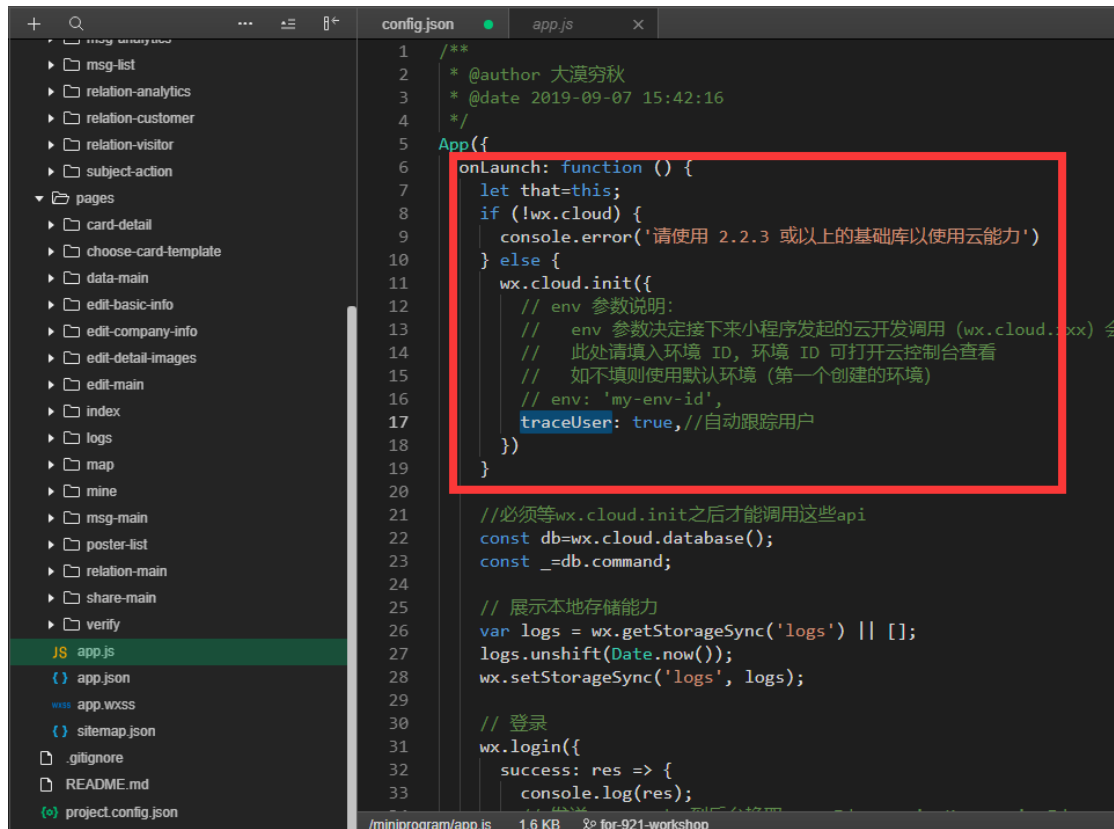 config.json
app.js
msg-analytics
msg-list
relation-analytics
relation-customer
relation-visitor
subject-action
pages
card-detail
choose-card-template
data-main
edit-basic-info
edit-company-info
edit-detail-images
edit-main
index
logs
map
mine
msg-main
poster-list
relation-main
share-main
verify
JS app.js
{ } app.json
wxss app.wxss
{ } sitemap.json
.gitignore
README.md
{o} project.config.json
1 /**
2 * @author 大漠穷秋
3 * @date 2019-09-07 15:42:16
4 */
5 App({
6 onLaunch: function () {
7 let that=this;
8 if (!wx.cloud) {
9 console.error('请使用 2.2.3 或以上的基础库以使用云能力')
10 } else {
11 wx.cloud.init({
12 // env 参数说明:
13 // env 参数决定接下来小程序发起的云开发调用（wx.cloud.xxx）会
14 // 此处请填入环境 ID, 环境 ID 可打开云控制台查看
15 // 如不填则使用默认环境（第一个创建的环境）
16 // env: 'my-env-id',
17 traceUser: true,//自动跟踪用户
18 })
19 }
20
21 //必须等wx.cloud.init之后才能调用这些api
22 const db=wx.cloud.database();
23 const _=db.command;
24
25 // 展示本地存储能力
26 var logs = wx.getStorageSync('logs') || [];
27 logs.unshift(Date.now());
28 wx.setStorageSync('logs', logs);
29
30 // 登录
31 wx.login({
32 success: res => {
33 console.log(res);
/miniprogram/app.js 1.6 KB for-921-workshop